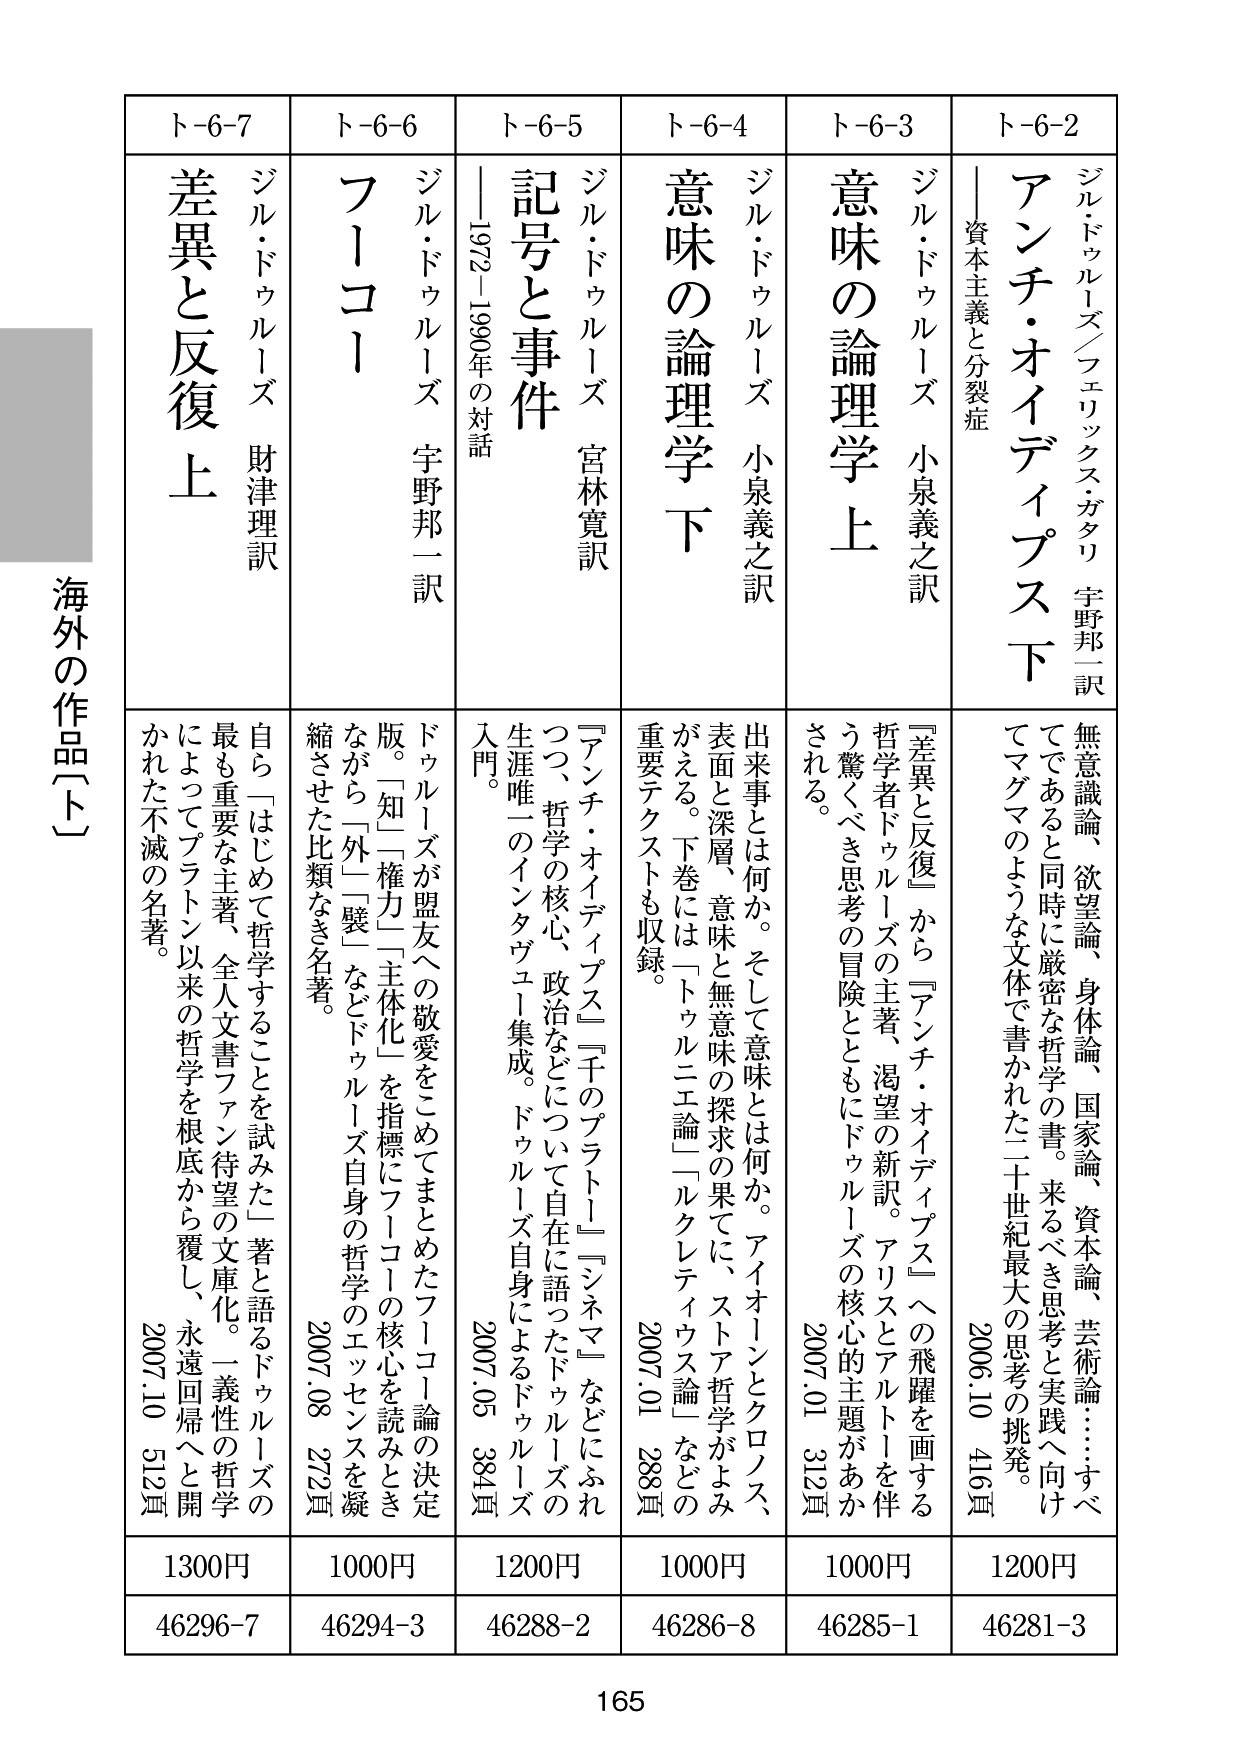 ト-6-2
ジル・ドゥルーズ/フェリックス・ガタリ 宇野邦一訳
アンチ・オイディプス 下
――資本主義と分裂症
無意識論、欲望論、身体論、国家論、資本論、芸術論……すべ
てであると同時に厳密な哲学の書。来るべき思考と実践へ向け
てマグマのような文体で書かれた二十世紀最大の思考の挑発。
2006.10 416頁
1200円
46281-3
ト-6-3
ジル・ドゥルーズ 小泉義之訳
意味の論理学 上
『差異と反復』から『アンチ・オイディプス』への飛躍を画する
哲学者ドゥルーズの主著、渇望の新訳。アリスとアルトーを伴
う驚くべき思考の冒険とともにドゥルーズの核心的主題があか
される。
2007.01 312頁
1000円
46285-1
ト-6-4
ジル・ドゥルーズ 小泉義之訳
意味の論理学 下
出来事とは何か。そして意味とは何か。アイオーンとクロノス、
表面と深層、意味と無意味の探求の果てに、ストア哲学がよみ
がえる。下巻には「トゥルニエ論」「ルクレティウス論」などの
重要テクストも収録。
2007.01 288頁
1000円
46286-8
ト-6-5
ジル・ドゥルーズ 宮林寛訳
記号と事件
――1972―1990年の対話
『アンチ・オイディプス』『千のプラトー』『シネマ』などにふれ
つつ、哲学の核心、政治などについて自在に語ったドゥルーズの
生涯唯一のインタヴュー集成。ドゥルーズ自身によるドゥルーズ
入門。
2007.05 384頁
1200円
46288-2
ト-6-6
ジル・ドゥルーズ 宇野邦一訳
フーコー
ドゥルーズが盟友への敬愛をこめてまとめたフーコー論の決定
版。「知」「権力」「主体化」を指標にフーコーの核心を読みとき
ながら「外」「襞」などドゥルーズ自身の哲学のエッセンスを凝
縮させた比類なき名著。
2007.08 272頁
1000円
46294-3
ト-6-7
ジル・ドゥルーズ 財津理訳
差異と反復 上
自ら「はじめて哲学することを試みた」著と語るドゥルーズの
最も重要な主著、全人文書ファン待望の文庫化。一義性の哲学
によってプラトン以来の哲学を根底から覆し、永遠回帰へと開
かれた不滅の名著。
2007.10 512頁
1300円
46296-7
海外の作品〔ト〕
165